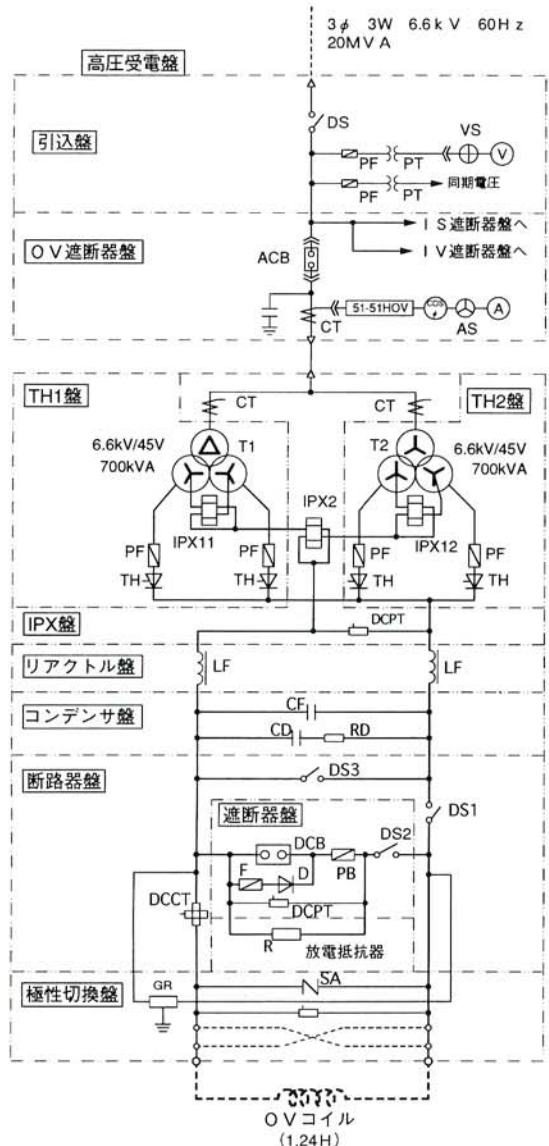 3φ 3W 6.6kV 60Hz
20MVA
高圧受電盤
DS
引込盤
VS
V
PF PT
PF PT 同期電圧
IS遮断器盤へ
OV遮断器盤
IV遮断器盤へ
ACB
51-51HOV
COSφ
A
CT
AS
TH1盤
CT
CT
TH2盤
T1
T2
6.6kV/45V
700kVA
6.6kV/45V
700kVA
IPX2
IPX11
IPX12
PF
PF
PF
PF
TH
TH
TH
TH
IPX盤
DCPT
リアクトル盤
LF
LF
コンデンサ盤
CF
CD
RD
断路器盤
DS3
DS1
遮断器盤
DCB
DS2
F
D
PB
DCCT
DCPT
R
放電抵抗器
極性切換盤
GR
SA
OVコイル
(1.24H)